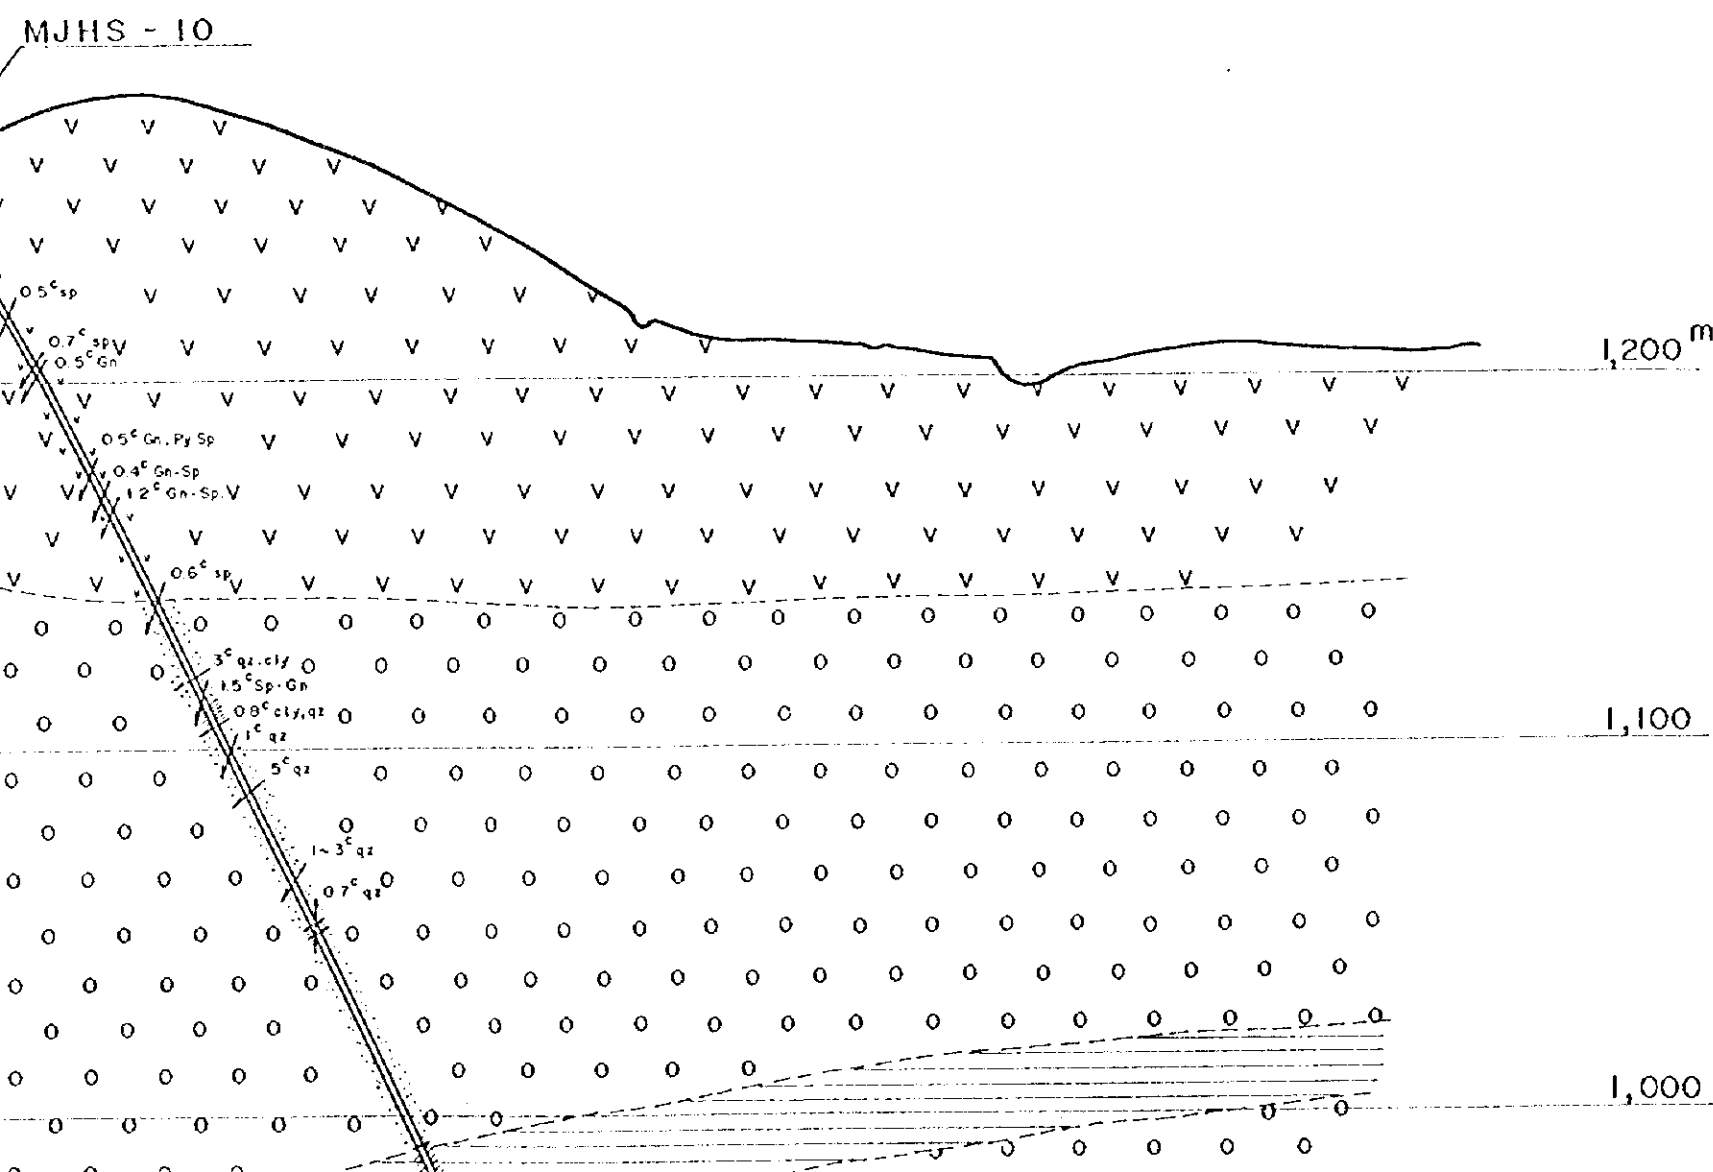 MJHS - 10
0.5ᶜ sp
1,200 m
0.7ᶜ sp
0.5ᶜ Gn
0.5ᶜ Gn, Py Sp
0.4ᶜ Gn-Sp
1.2ᶜ Gn-Sp.
0.6ᶜ sp
3ᶜ qz, cly
1.5ᶜ Sp-Gn
0.8ᶜ cly, qz
1,100
1ᶜ qz
5ᶜ qz
1~3ᶜ qz
0.7ᶜ qz
1,000